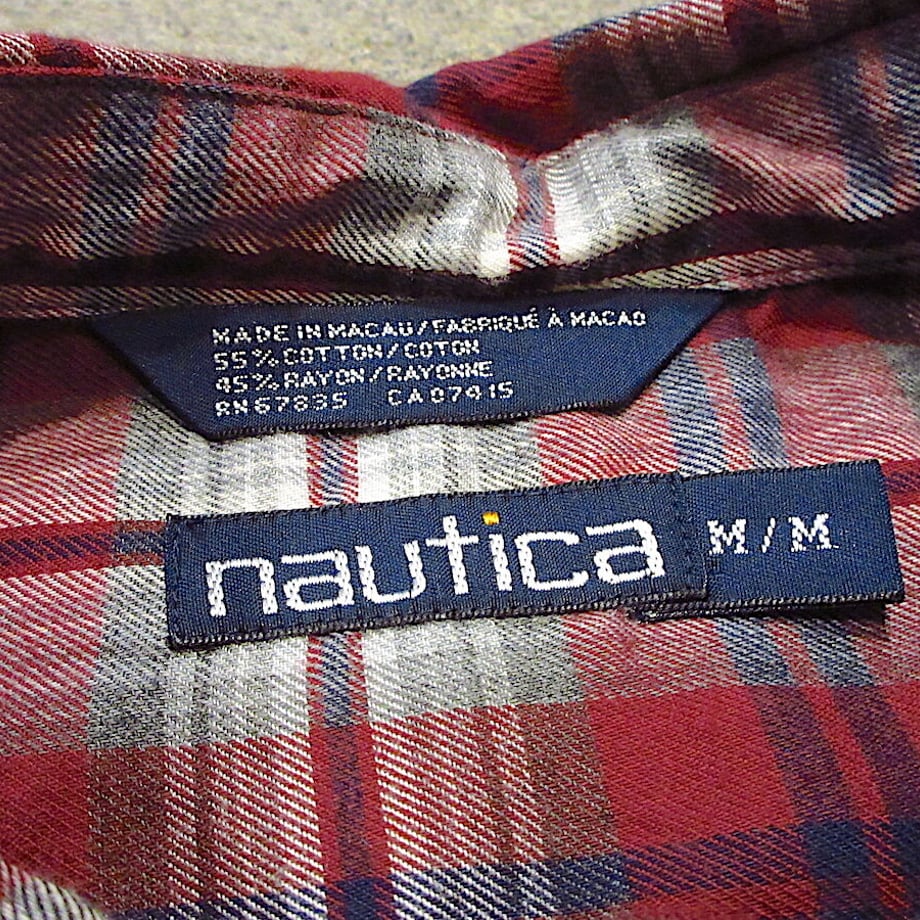 MADE IN MACAU/FABRIQUÉ À MACAO
55% COTTON/COTON
45% RAYON/RAYONNE
RN 67835 CA 07415
nautica
M/M